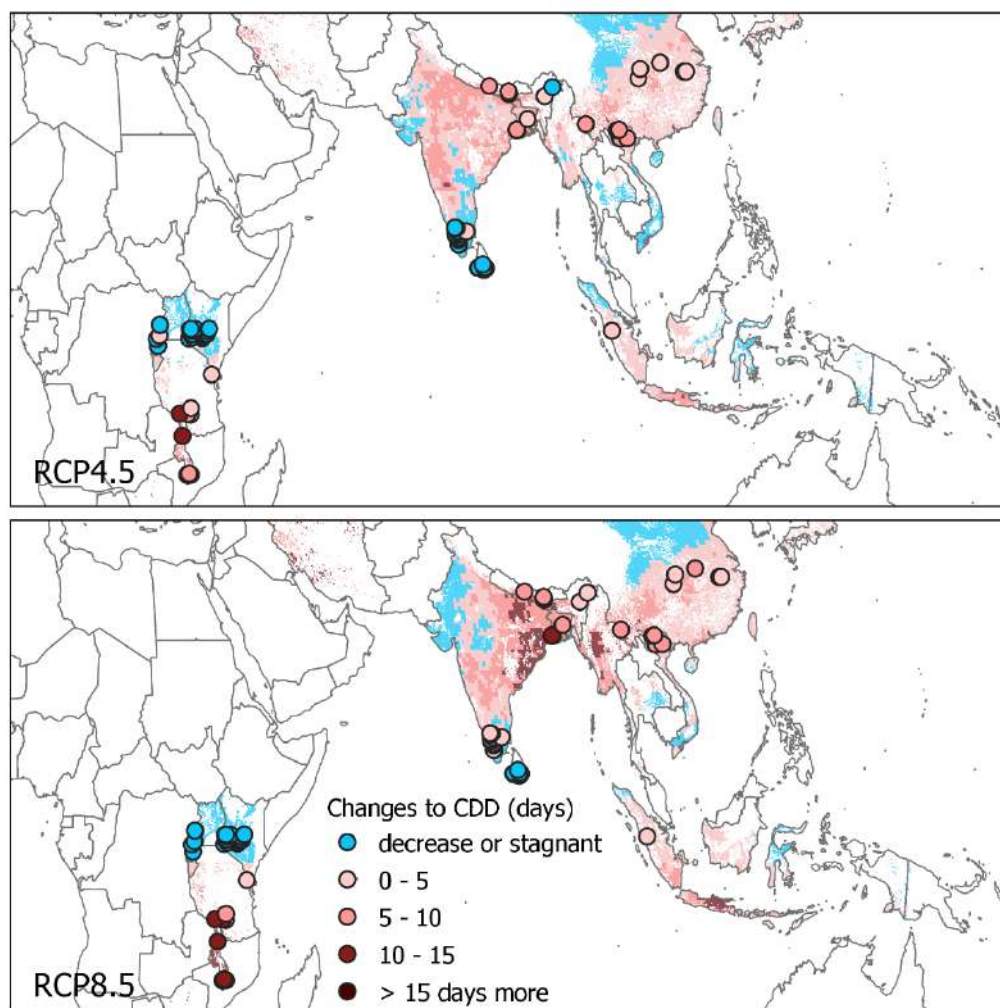 RCP4.5
Changes to CDD (days)
decrease or stagnant
0 - 5
5 - 10
10 - 15
> 15 days more
RCP8.5